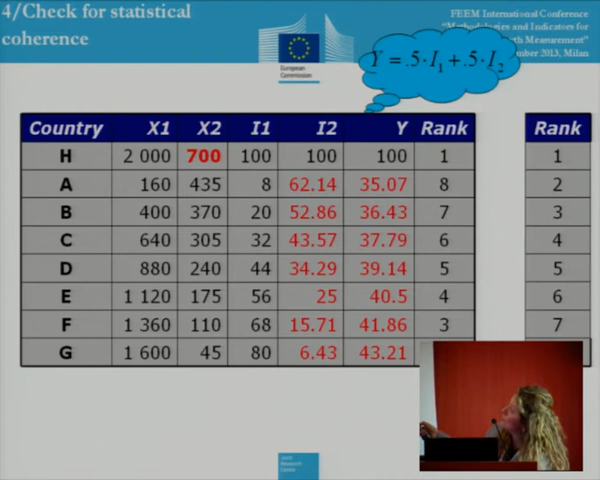 4/Check for statistical
coherence
FEEM International Conference
"Methodologies and Indicators for
th Measurement"
mber 2013, Milan
European
Commission
Y = .5·I1+.5·I2
Country X1 X2 I1 I2 Y Rank Rank
H 2 000 700 100 100 100 1 1
A 160 435 8 62.14 35.07 8 2
B 400 370 20 52.86 36.43 7 3
C 640 305 32 43.57 37.79 6 4
D 880 240 44 34.29 39.14 5 5
E 1 120 175 56 25 40.5 4 6
F 1 360 110 68 15.71 41.86 3 7
G 1 600 45 80 6.43 43.21
Joint
Research
Centre